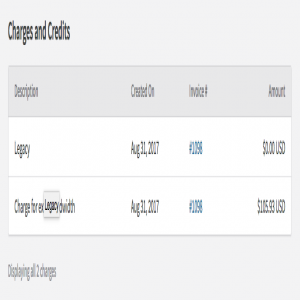 Charges and Credits
Description Created On Invoice # Amount
Legacy Aug 31, 2017 #1098 $0.00 USD
Charge for ex Legacy dwidth Aug 31, 2017 #1098 $105.93 USD
Displaying all 2 charges